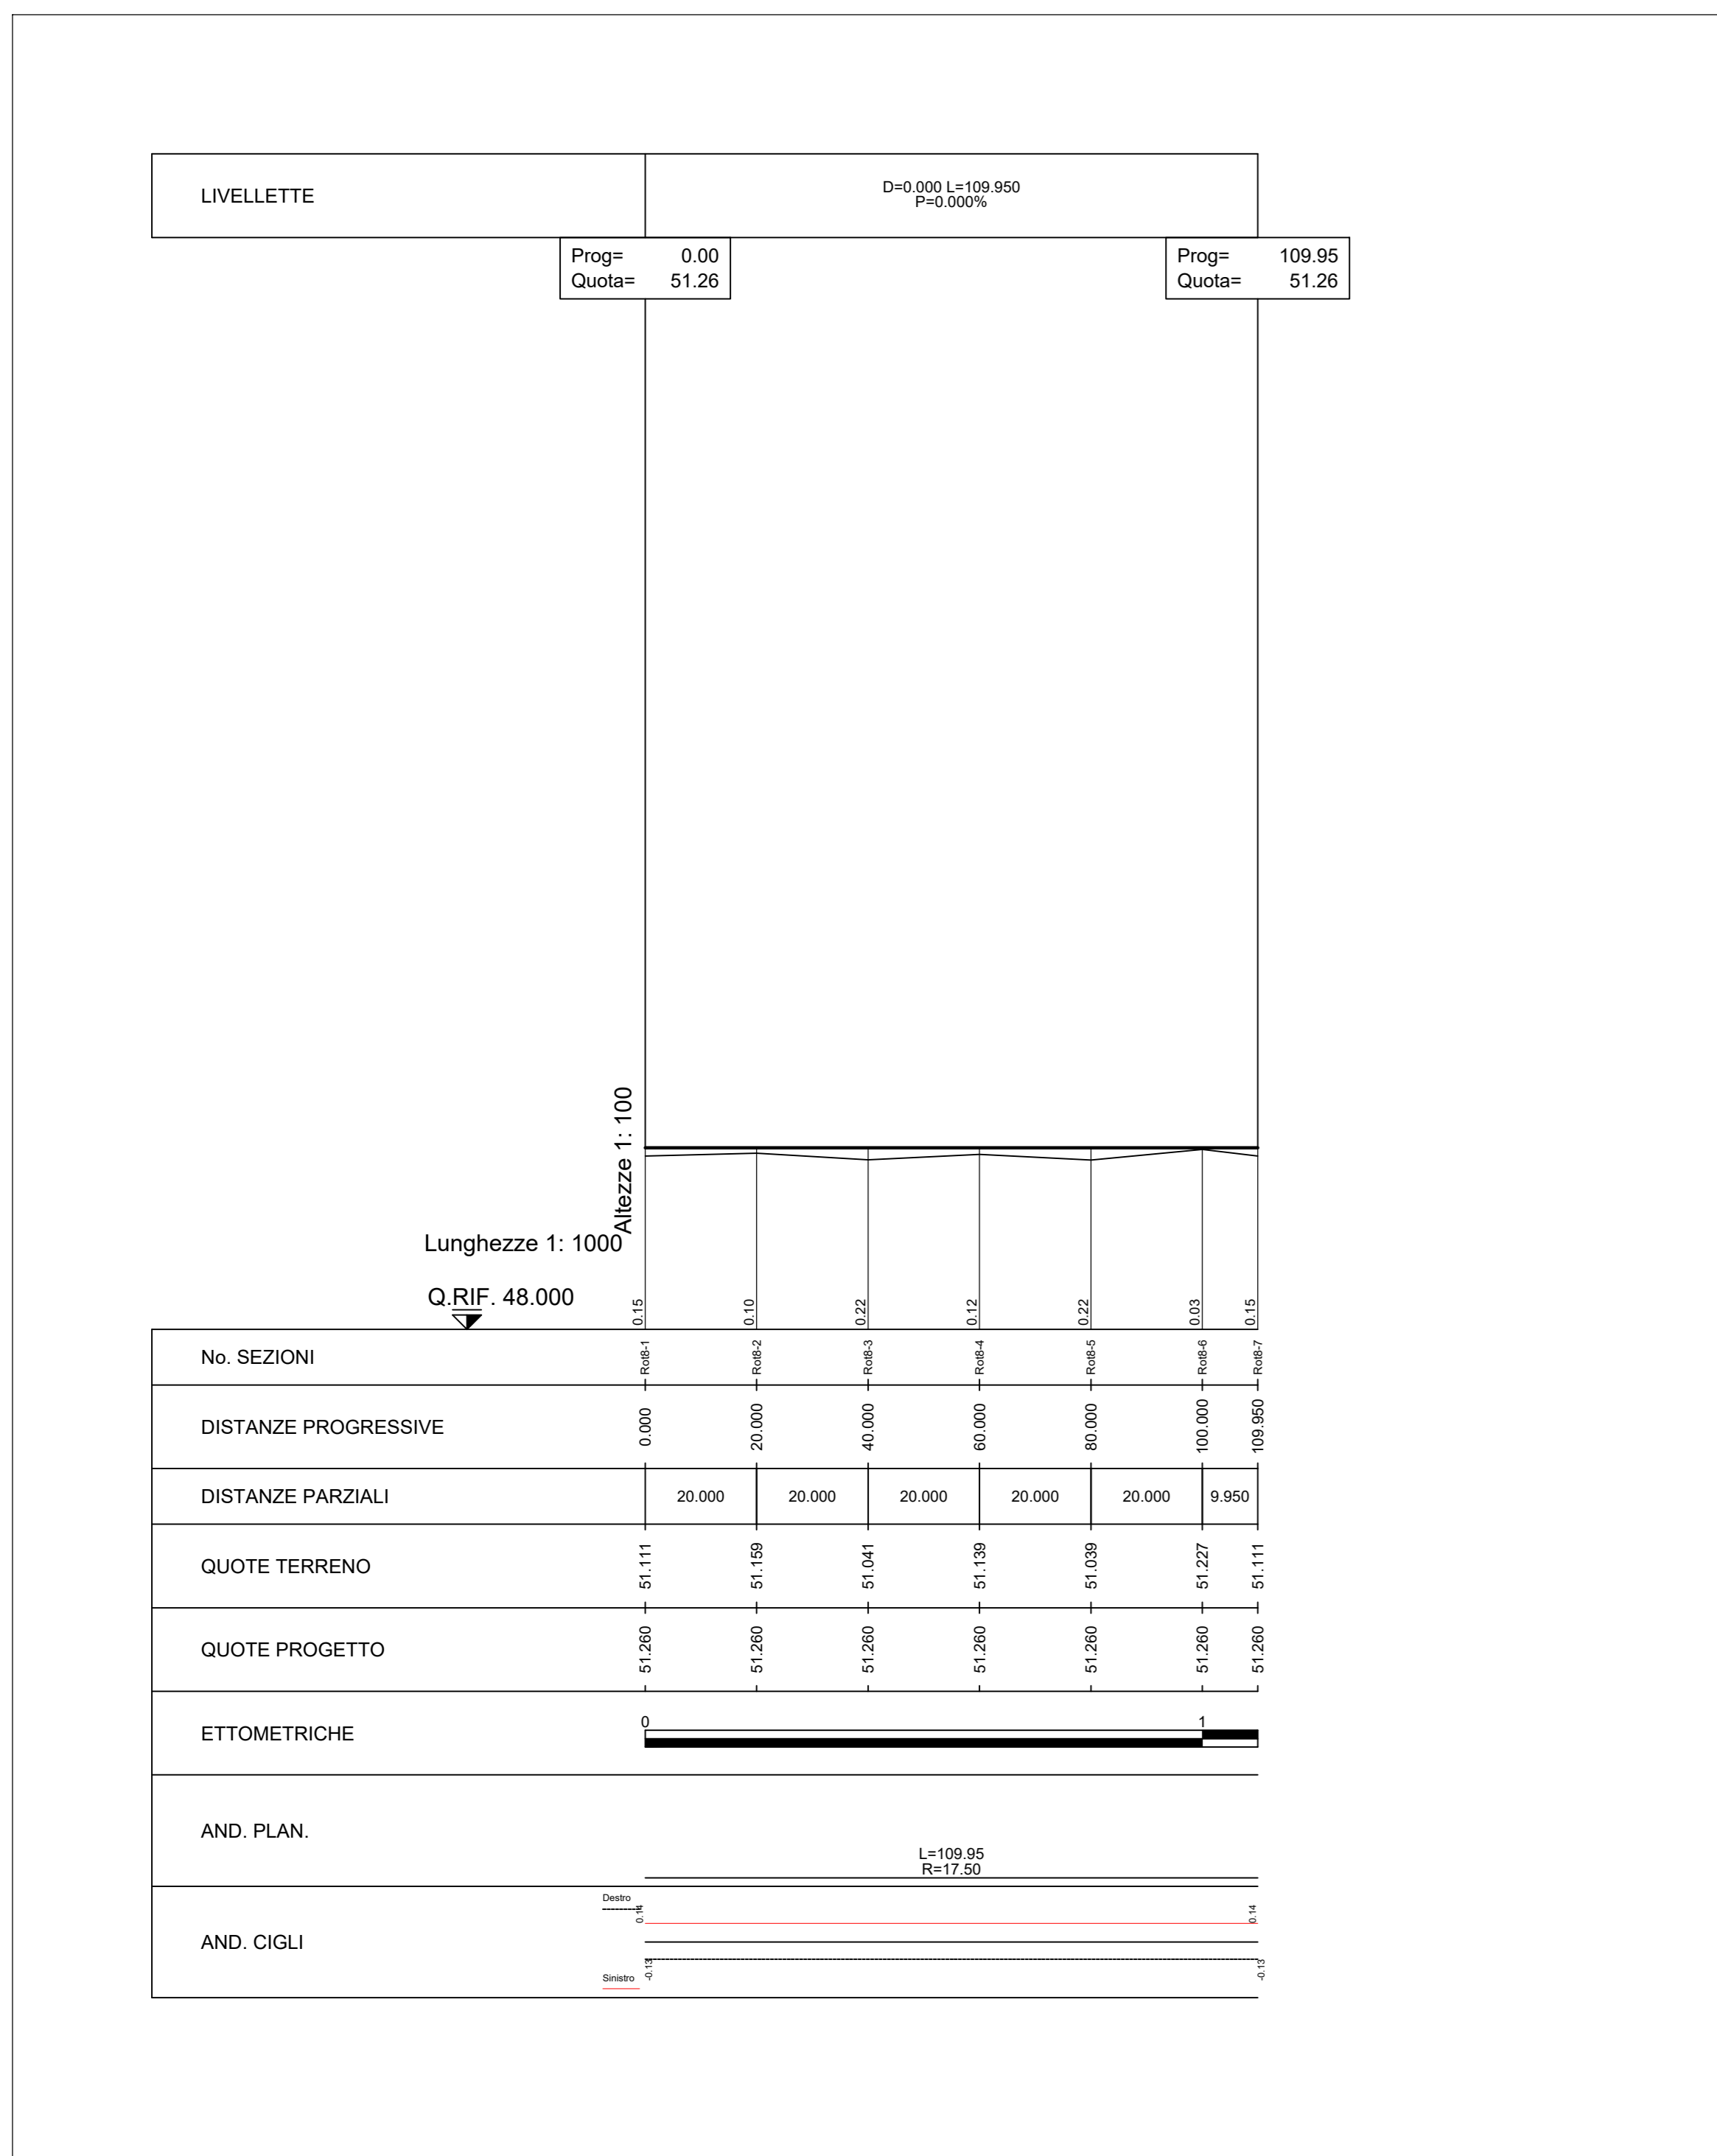 LIVELLETTE
D=0.000 L=109.950
P=0.000%
Prog= 0.00
Quota= 51.26
Prog= 109.95
Quota= 51.26
Altezze 1: 100
Lunghezze 1: 1000
Q.RIF. 48.000
0.15 0.10 0.22 0.12 0.22 0.03 0.15
No. SEZIONI Rot8-1 Rot8-2 Rot8-3 Rot8-4 Rot8-5 Rot8-6 Rot8-7
DISTANZE PROGRESSIVE 0.000 20.000 40.000 60.000 80.000 100.000 109.950
DISTANZE PARZIALI 20.000 20.000 20.000 20.000 20.000 9.950
QUOTE TERRENO 51.111 51.159 51.041 51.139 51.039 51.227 51.111
QUOTE PROGETTO 51.260 51.260 51.260 51.260 51.260 51.260 51.260
ETTOMETRICHE 0 1
AND. PLAN.
L=109.95
R=17.50
AND. CIGLI
Destro
0.14 0.14
Sinistro
-0.13 -0.13